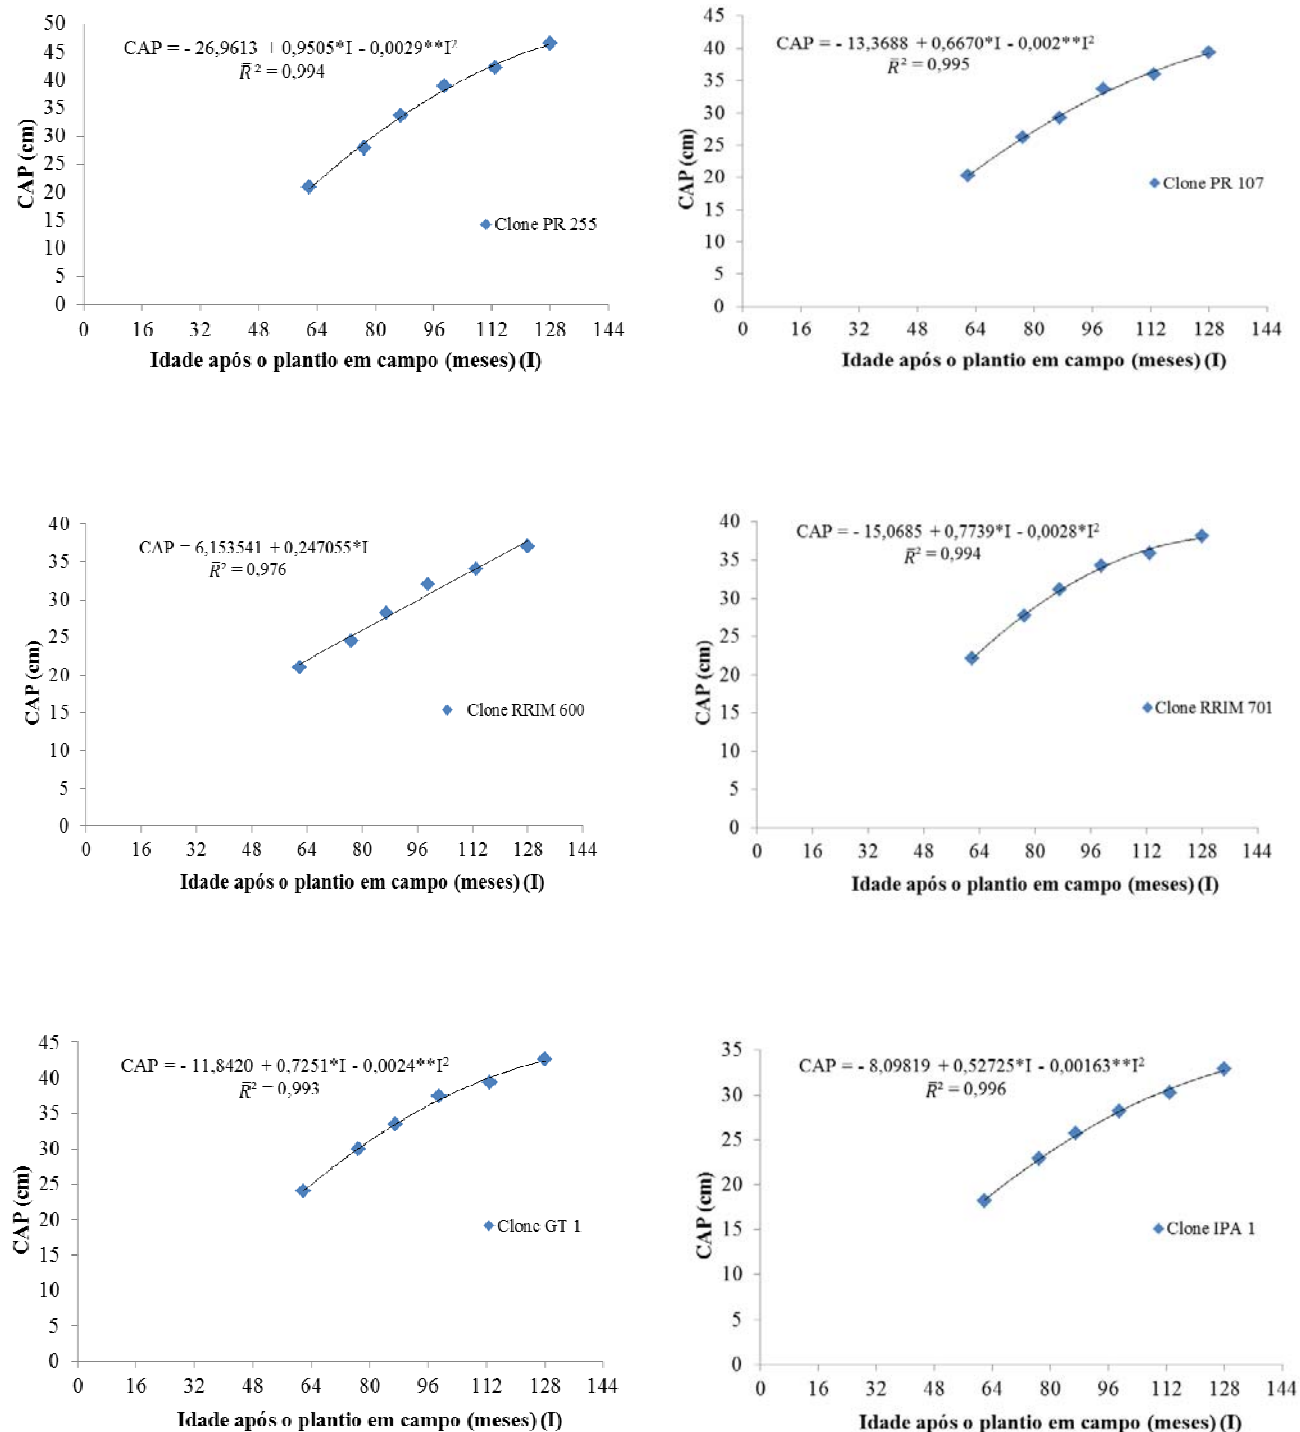 50
45
40
35
30
25
20
15
10
5
0
CAP (cm)
CAP = - 26,9613 + 0,9505*I - 0,0029**I²
R̅² = 0,994
Clone PR 255
0 16 32 48 64 80 96 112 128 144
Idade após o plantio em campo (meses) (I)
45
40
35
30
25
20
15
10
5
0
CAP (cm)
CAP = - 13,3688 + 0,6670*I - 0,002**I²
R̅² = 0,995
Clone PR 107
0 16 32 48 64 80 96 112 128 144
Idade após o plantio em campo (meses) (I)
40
35
30
25
20
15
10
5
0
CAP (cm)
CAP = 6,153541 + 0,247055*I
R̅² = 0,976
Clone RRIM 600
0 16 32 48 64 80 96 112 128 144
Idade após o plantio em campo (meses) (I)
40
35
30
25
20
15
10
5
0
CAP (cm)
CAP = - 15,0685 + 0,7739*I - 0,0028*I²
R̅² = 0,994
Clone RRIM 701
0 16 32 48 64 80 96 112 128 144
Idade após o plantio em campo (meses) (I)
45
40
35
30
25
20
15
10
5
0
CAP (cm)
CAP = - 11,8420 + 0,7251*I - 0,0024**I²
R̅² = 0,993
Clone GT 1
0 16 32 48 64 80 96 112 128 144
Idade após o plantio em campo (meses) (I)
35
30
25
20
15
10
5
0
CAP (cm)
CAP = - 8,09819 + 0,52725*I - 0,00163**I²
R̅² = 0,996
Clone IPA 1
0 16 32 48 64 80 96 112 128 144
Idade após o plantio em campo (meses) (I)